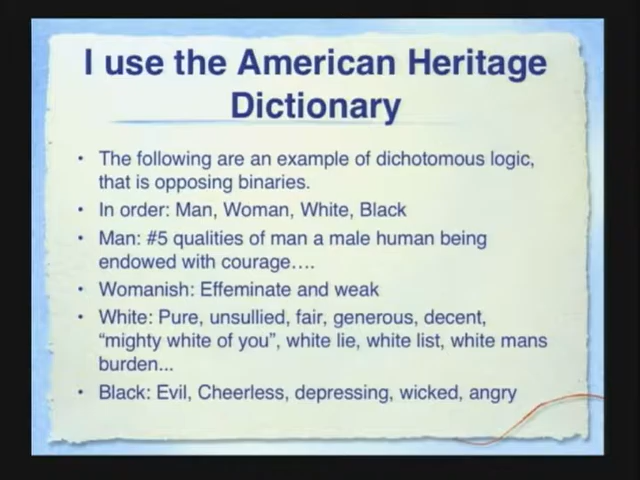 I use the American Heritage
Dictionary
• The following are an example of dichotomous logic,
that is opposing binaries.
• In order: Man, Woman, White, Black
• Man: #5 qualities of man a male human being
endowed with courage….
• Womanish: Effeminate and weak
• White: Pure, unsullied, fair, generous, decent,
“mighty white of you”, white lie, white list, white mans
burden...
• Black: Evil, Cheerless, depressing, wicked, angry